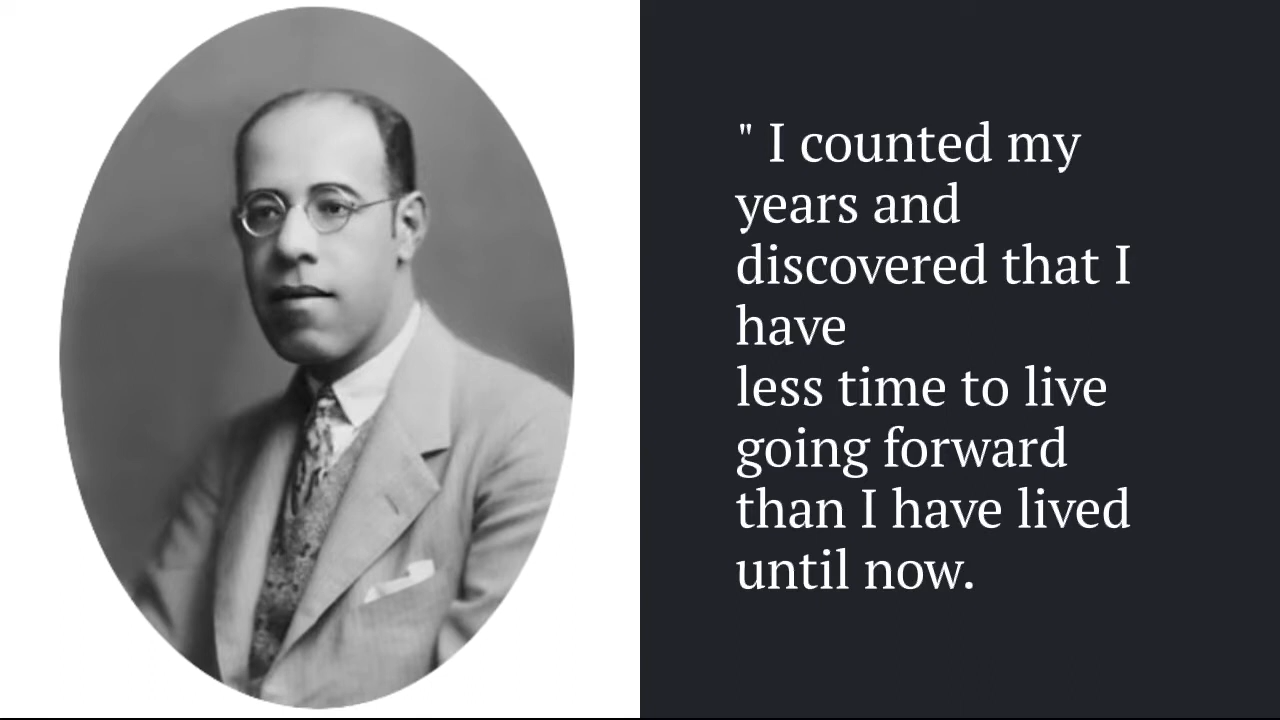 " I counted my
years and
discovered that I
have
less time to live
going forward
than I have lived
until now.